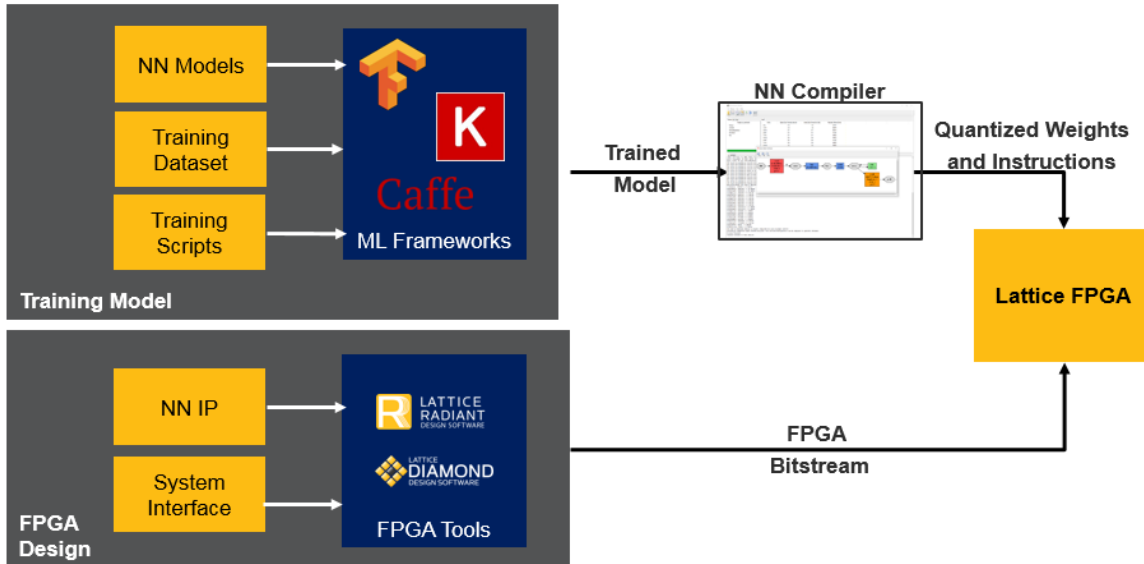 NN Models
Training
Dataset
Training
Scripts
K
Caffe
ML Frameworks
Training Model
Trained
Model
NN Compiler
Quantized Weights
and Instructions
Lattice FPGA
NN IP
System
Interface
R
LATTICE
RADIANT
DESIGN SOFTWARE
LATTICE
DIAMOND
DESIGN SOFTWARE
FPGA Tools
FPGA
Design
FPGA
Bitstream